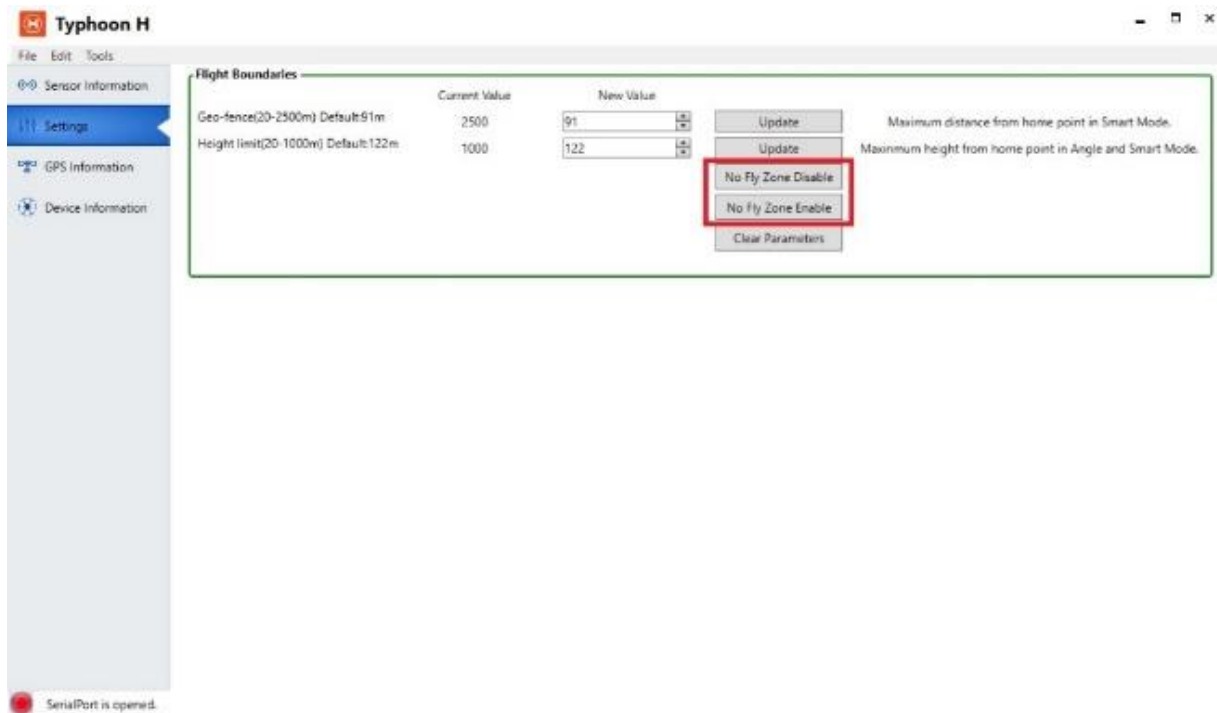 Typhoon H
File Edit Tools
Sensor Information
Settings
GPS Information
Device Information
Flight Boundaries
Current Value New Value
Geo-fence(20-2500m) Default:91m 2500 91 Update Maximum distance from home point in Smart Mode.
Height limit(20-1000m) Default:122m 1000 122 Update Maxinmum height from home point in Angle and Smart Mode.
No Fly Zone Disable
No Fly Zone Enable
Clear Parameters
SerialPort is opened.